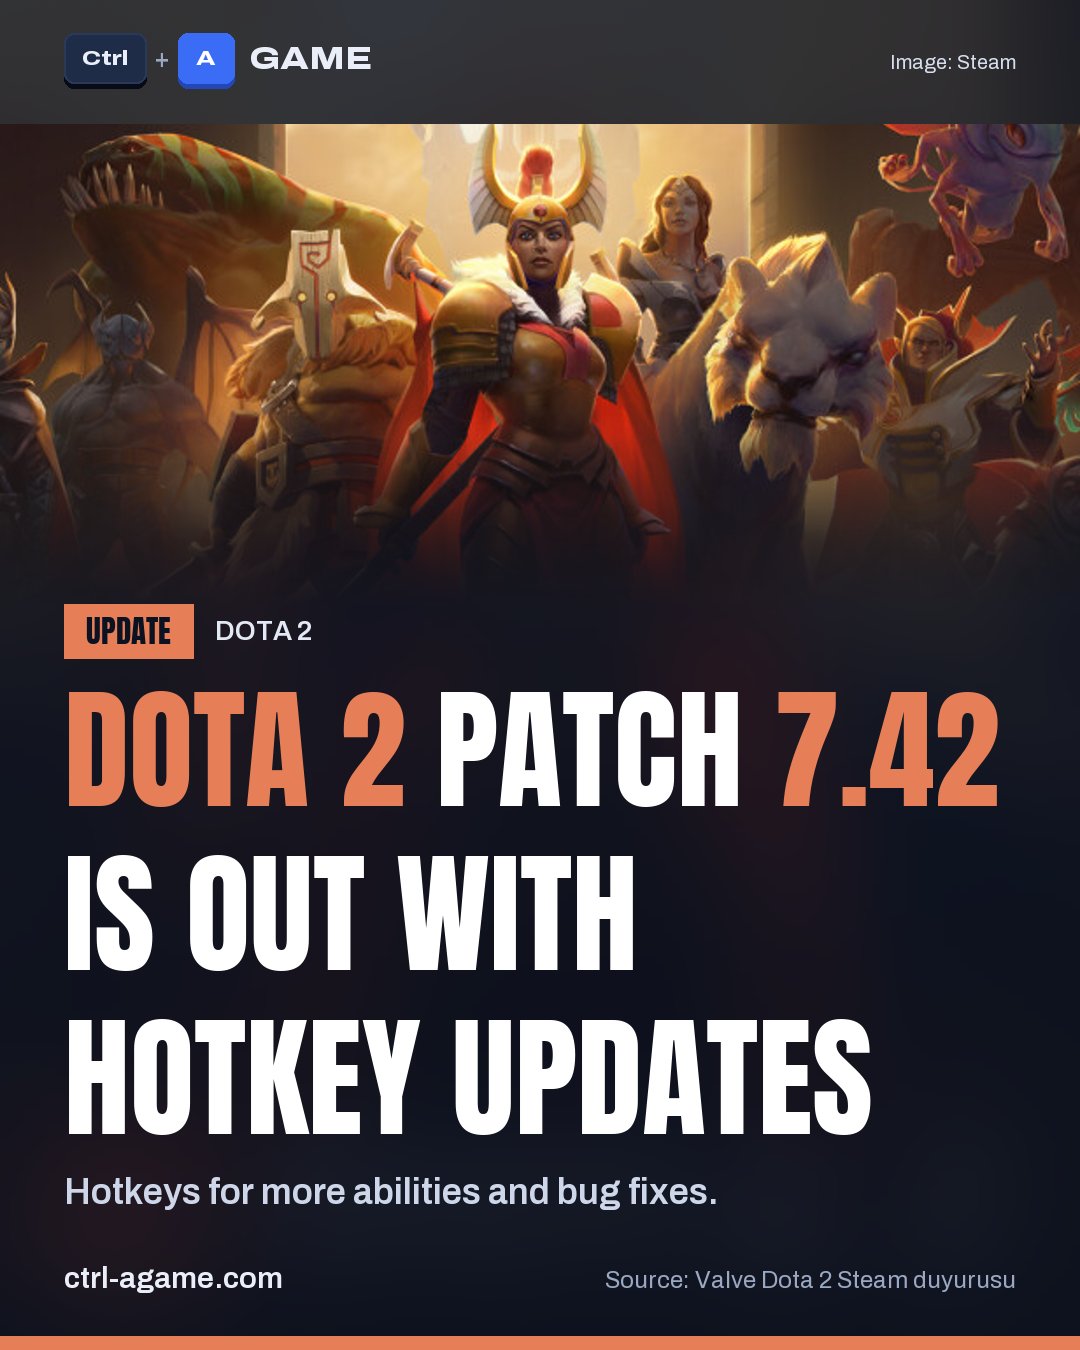 Ctrl + A GAME
Image: Steam
UPDATE DOTA 2
DOTA 2 PATCH 7.42
IS OUT WITH
HOTKEY UPDATES
Hotkeys for more abilities and bug fixes.
ctrl-agame.com
Source: Valve Dota 2 Steam duyurusu